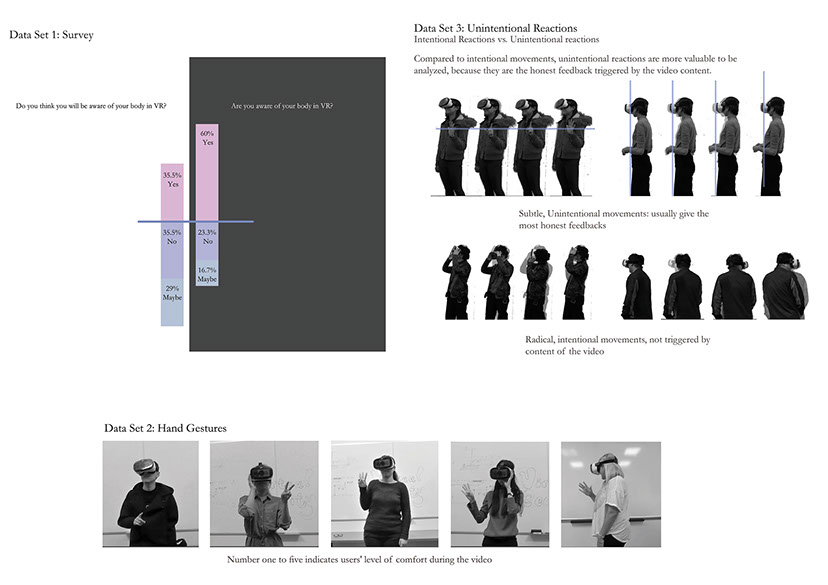 Data Set 1: Survey
Do you think you will be aware of your body in VR?
Are you aware of your body in VR?
60%
Yes
35.5%
Yes
35.5%
No
23.3%
No
16.7%
Maybe
29%
Maybe
Data Set 3: Unintentional Reactions
Intentional Reactions vs. Unintentional reactions
Compared to intentional movements, unintentional reactions are more valuable to be
analyzed, because they are the honest feedback triggered by the video content.
Subtle, Unintentional movements: usually give the
most honest feedbacks
Radical, intentional movements, not triggered by
content of the video
Data Set 2: Hand Gestures
Number one to five indicates users' level of comfort during the video